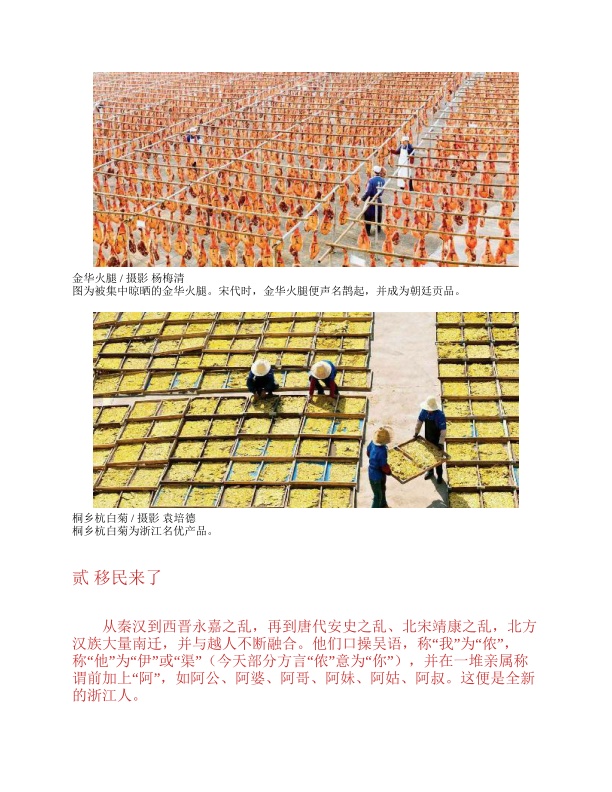 金华火腿 / 摄影 杨梅清
图为被集中晾晒的金华火腿。宋代时，金华火腿便声名鹊起，并成为朝廷贡品。
桐乡杭白菊 / 摄影 袁培德
桐乡杭白菊为浙江名优产品。
贰 移民来了
从秦汉到西晋永嘉之乱，再到唐代安史之乱、北宋靖康之乱，北方
汉族大量南迁，并与越人不断融合。他们口操吴语，称“我”为“侬”，
称“他”为“伊”或“渠”（今天部分方言“侬”意为“你”），并在一堆亲属称
谓前加上“阿”，如阿公、阿婆、阿哥、阿妹、阿姑、阿叔。这便是全新
的浙江人。